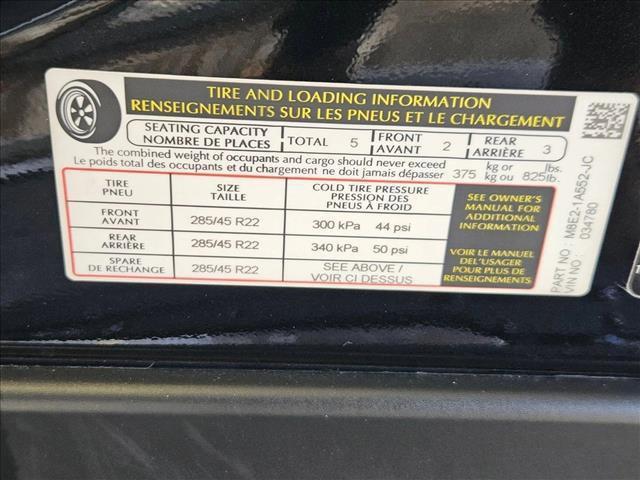 TIRE AND LOADING INFORMATION
RENSEIGNEMENTS SUR LES PNEUS ET LE CHARGEMENT
SEATING CAPACITY
NOMBRE DE PLACES
TOTAL 5
FRONT
AVANT 2
REAR
ARRIÈRE 3
The combined weight of occupants and cargo should never exceed
Le poids total des occupants et du chargement ne doit jamais dépasser
375 kg or
kg ou
825 lbs.
lb.
TIRE
PNEU
SIZE
TAILLE
COLD TIRE PRESSURE
PRESSION DES
PNEUS À FROID
FRONT
AVANT
285/45 R22
300 kPa 44 psi
REAR
ARRIÈRE
285/45 R22
340 kPa 50 psi
SPARE
DE RECHANGE
285/45 R22
SEE ABOVE /
VOIR CI DESSUS
SEE OWNER'S
MANUAL FOR
ADDITIONAL
INFORMATION
VOIR LE MANUEL
DEL'USAGER
POUR PLUS DE
RENSEIGNEMENTS
PART NO : M8E2-1A552-JC
VIN NO : 034780